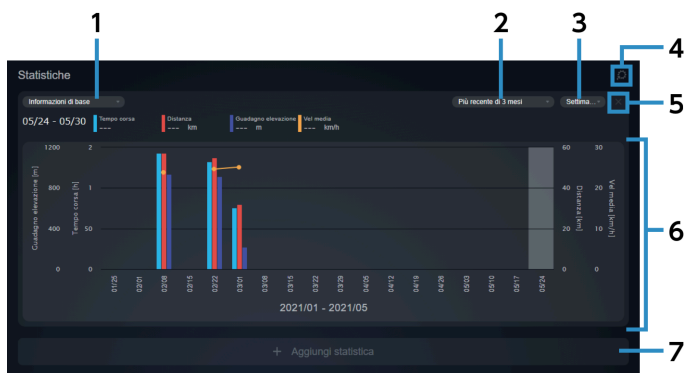 1 2 3
4
Statistiche
Informazioni di base Più recente di 3 mesi Settima...
5
05/24 - 05/30 Tempo corsa --- Distanza --- km Guadagno elevazione --- m Vel media --- km/h
1200 2 60 30
800 1 40 20
400 50 20 10
0 0 0 0
Guadagno elevazione [m]
Tempo corsa [h]
Distanza [km]
Vel media [km/h]
6
01/25 02/01 02/08 02/15 02/22 03/01 03/08 03/15 03/22 03/29 04/05 04/12 04/19 04/26 05/03 05/10 05/17 05/24
2021/01 - 2021/05
+ Aggiungi statistica
7